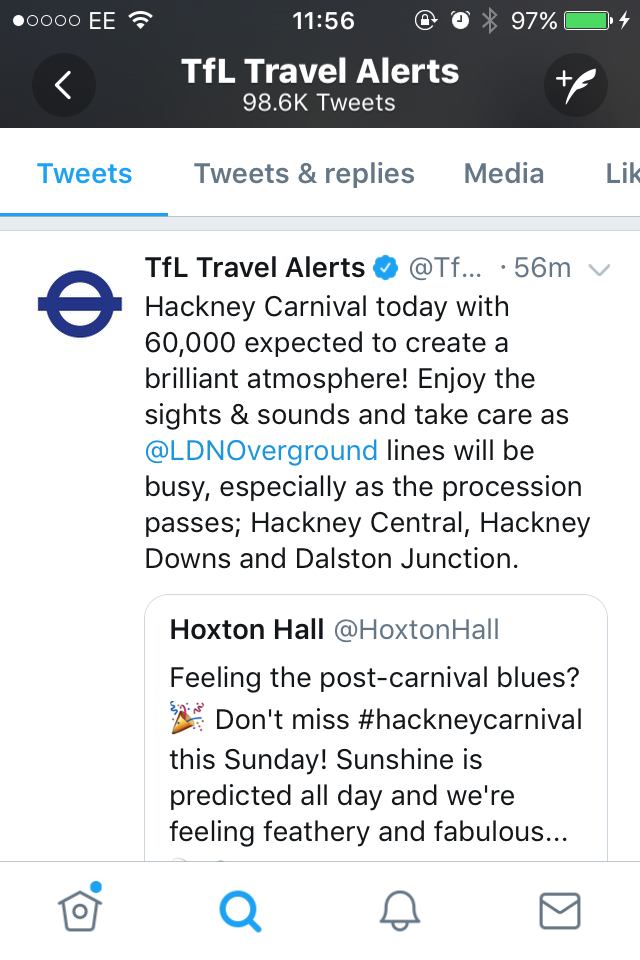 EE 11:56 97%
TfL Travel Alerts
98.6K Tweets
Tweets Tweets & replies Media Lik
TfL Travel Alerts @Tf... · 56m
Hackney Carnival today with
60,000 expected to create a
brilliant atmosphere! Enjoy the
sights & sounds and take care as
@LDNOverground lines will be
busy, especially as the procession
passes; Hackney Central, Hackney
Downs and Dalston Junction.
Hoxton Hall @HoxtonHall
Feeling the post-carnival blues?
🎉 Don't miss #hackneycarnival
this Sunday! Sunshine is
predicted all day and we're
feeling feathery and fabulous...